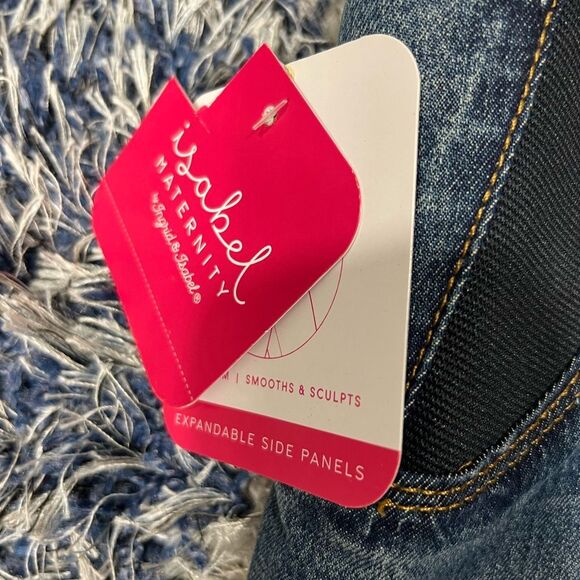 isabel
MATERNITY
by Ingrid & Isabel®
M | SMOOTHS & SCULPTS
EXPANDABLE SIDE PANELS